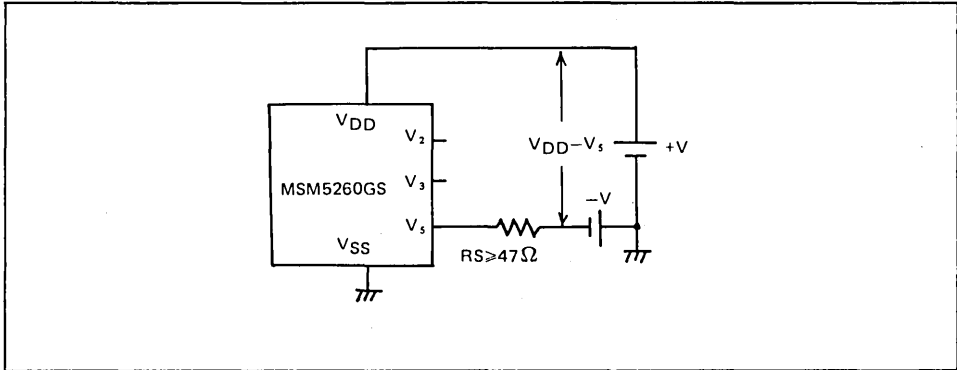 VDD
V2
V3
V5
MSM5260GS
VSS
RS≥47Ω
VDD−V5
+V
−V